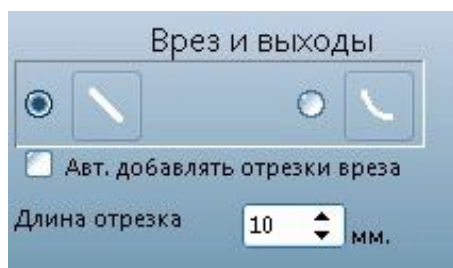 Врез и выходы
Авт. добавлять отрезки вреза
Длина отрезка 10 мм.